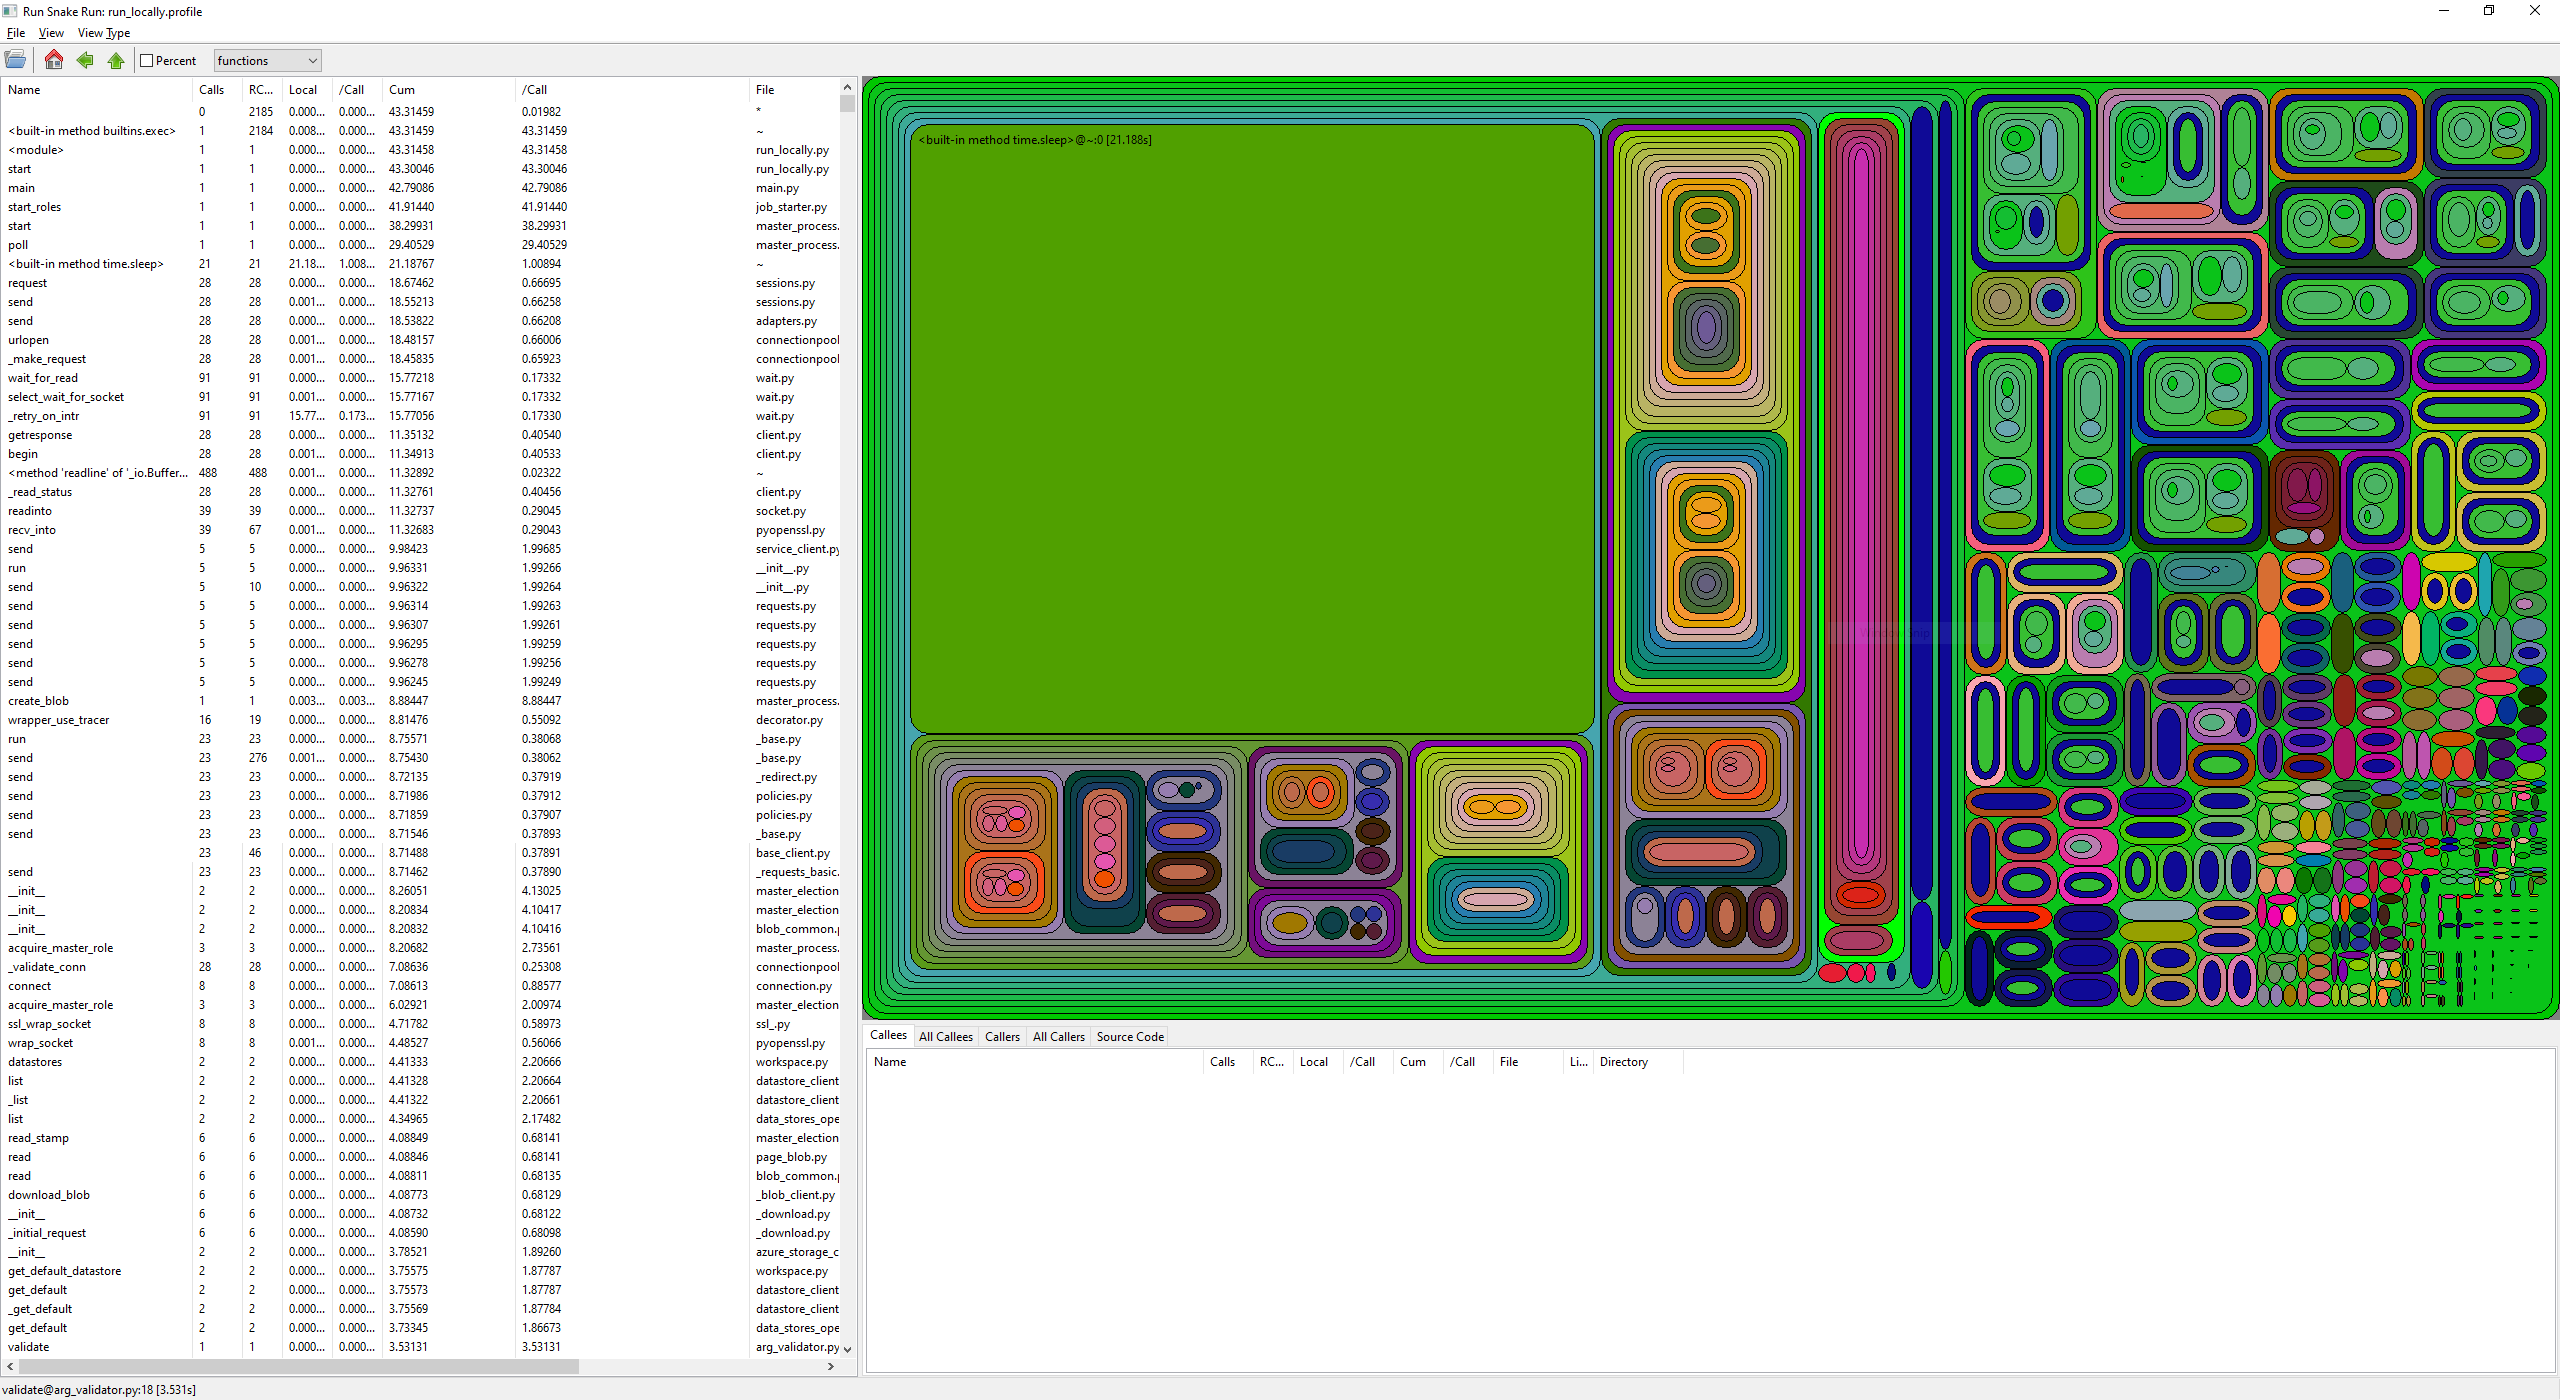 Run Snake Run: run_locally.profile
File View View Type
Percent functions
Name Calls RC... Local /Call Cum /Call File
0 2185 0.000... 0.000... 43.31459 0.01982 *
<built-in method builtins.exec> 1 2184 0.008... 0.000... 43.31459 43.31459 ~
<module> 1 1 0.000... 0.000... 43.31458 43.31458 run_locally.py
start 1 1 0.000... 0.000... 43.30046 43.30046 run_locally.py
main 1 1 0.000... 0.000... 42.79086 42.79086 main.py
start_roles 1 1 0.000... 0.000... 41.91440 41.91440 job_starter.py
start 1 1 0.000... 0.000... 38.29931 38.29931 master_process.
poll 1 1 0.000... 0.000... 29.40529 29.40529 master_process.
<built-in method time.sleep> 21 21 21.18... 1.008... 21.18767 1.00894 ~
request 28 28 0.000... 0.000... 18.67462 0.66695 sessions.py
send 28 28 0.001... 0.000... 18.55213 0.66258 sessions.py
send 28 28 0.000... 0.000... 18.53822 0.66208 adapters.py
urlopen 28 28 0.001... 0.000... 18.48157 0.66006 connectionpool
_make_request 28 28 0.001... 0.000... 18.45835 0.65923 connectionpool
wait_for_read 91 91 0.000... 0.000... 15.77218 0.17332 wait.py
select_wait_for_socket 91 91 0.001... 0.000... 15.77167 0.17332 wait.py
_retry_on_intr 91 91 15.77... 0.173... 15.77056 0.17330 wait.py
getresponse 28 28 0.000... 0.000... 11.35132 0.40540 client.py
begin 28 28 0.001... 0.000... 11.34913 0.40533 client.py
<method 'readline' of '_io.Buffer... 488 488 0.001... 0.000... 11.32892 0.02322 ~
_read_status 28 28 0.000... 0.000... 11.32761 0.40456 client.py
readinto 39 39 0.000... 0.000... 11.32737 0.29045 socket.py
recv_into 39 67 0.001... 0.000... 11.32683 0.29043 pyopenssl.py
send 5 5 0.000... 0.000... 9.98423 1.99685 service_client.py
run 5 5 0.000... 0.000... 9.96331 1.99266 __init__.py
send 5 10 0.000... 0.000... 9.96322 1.99264 __init__.py
send 5 5 0.000... 0.000... 9.96314 1.99263 requests.py
send 5 5 0.000... 0.000... 9.96307 1.99261 requests.py
send 5 5 0.000... 0.000... 9.96295 1.99259 requests.py
send 5 5 0.000... 0.000... 9.96278 1.99256 requests.py
send 5 5 0.000... 0.000... 9.96245 1.99249 requests.py
create_blob 1 1 0.003... 0.003... 8.88447 8.88447 master_process.
wrapper_use_tracer 16 19 0.000... 0.000... 8.81476 0.55092 decorator.py
run 23 23 0.000... 0.000... 8.75571 0.38068 _base.py
send 23 276 0.001... 0.000... 8.75430 0.38062 _base.py
send 23 23 0.000... 0.000... 8.72135 0.37919 _redirect.py
send 23 23 0.000... 0.000... 8.71986 0.37912 policies.py
send 23 23 0.000... 0.000... 8.71859 0.37907 policies.py
send 23 23 0.000... 0.000... 8.71546 0.37893 _base.py
23 46 0.000... 0.000... 8.71488 0.37891 base_client.py
send 23 23 0.000... 0.000... 8.71462 0.37890 _requests_basic.
__init__ 2 2 0.000... 0.000... 8.26051 4.13025 master_election
__init__ 2 2 0.000... 0.000... 8.20834 4.10417 master_election
__init__ 2 2 0.000... 0.000... 8.20832 4.10416 blob_common.p
acquire_master_role 3 3 0.000... 0.000... 8.20682 2.73561 master_process.
_validate_conn 28 28 0.000... 0.000... 7.08636 0.25308 connectionpool
connect 8 8 0.000... 0.000... 7.08613 0.88577 connection.py
acquire_master_role 3 3 0.000... 0.000... 6.02921 2.00974 master_election
ssl_wrap_socket 8 8 0.000... 0.000... 4.71782 0.58973 ssl_.py
wrap_socket 8 8 0.001... 0.000... 4.48527 0.56066 pyopenssl.py
datastores 2 2 0.000... 0.000... 4.41333 2.20666 workspace.py
list 2 2 0.000... 0.000... 4.41328 2.20664 datastore_client
_list 2 2 0.000... 0.000... 4.41322 2.20661 datastore_client
list 2 2 0.000... 0.000... 4.34965 2.17482 data_stores_ope
read_stamp 6 6 0.000... 0.000... 4.08849 0.68141 master_election
read 6 6 0.000... 0.000... 4.08846 0.68141 page_blob.py
read 6 6 0.000... 0.000... 4.08811 0.68135 blob_common.p
download_blob 6 6 0.000... 0.000... 4.08773 0.68129 _blob_client.py
__init__ 6 6 0.000... 0.000... 4.08732 0.68122 _download.py
_initial_request 6 6 0.000... 0.000... 4.08590 0.68098 _download.py
__init__ 2 2 0.000... 0.000... 3.78521 1.89260 azure_storage_c
get_default_datastore 2 2 0.000... 0.000... 3.75575 1.87787 workspace.py
get_default 2 2 0.000... 0.000... 3.75573 1.87787 datastore_client
_get_default 2 2 0.000... 0.000... 3.75569 1.87784 datastore_client
get_default 2 2 0.000... 0.000... 3.73345 1.86673 data_stores_ope
validate 1 1 0.000... 0.000... 3.53131 3.53131 arg_validator.py
<built-in method time.sleep>@~:0 [21.188s]
Window Snip
Callees All Callees Callers All Callers Source Code
Name Calls RC... Local /Call Cum /Call File Li... Directory
validate@arg_validator.py:18 [3.531s]